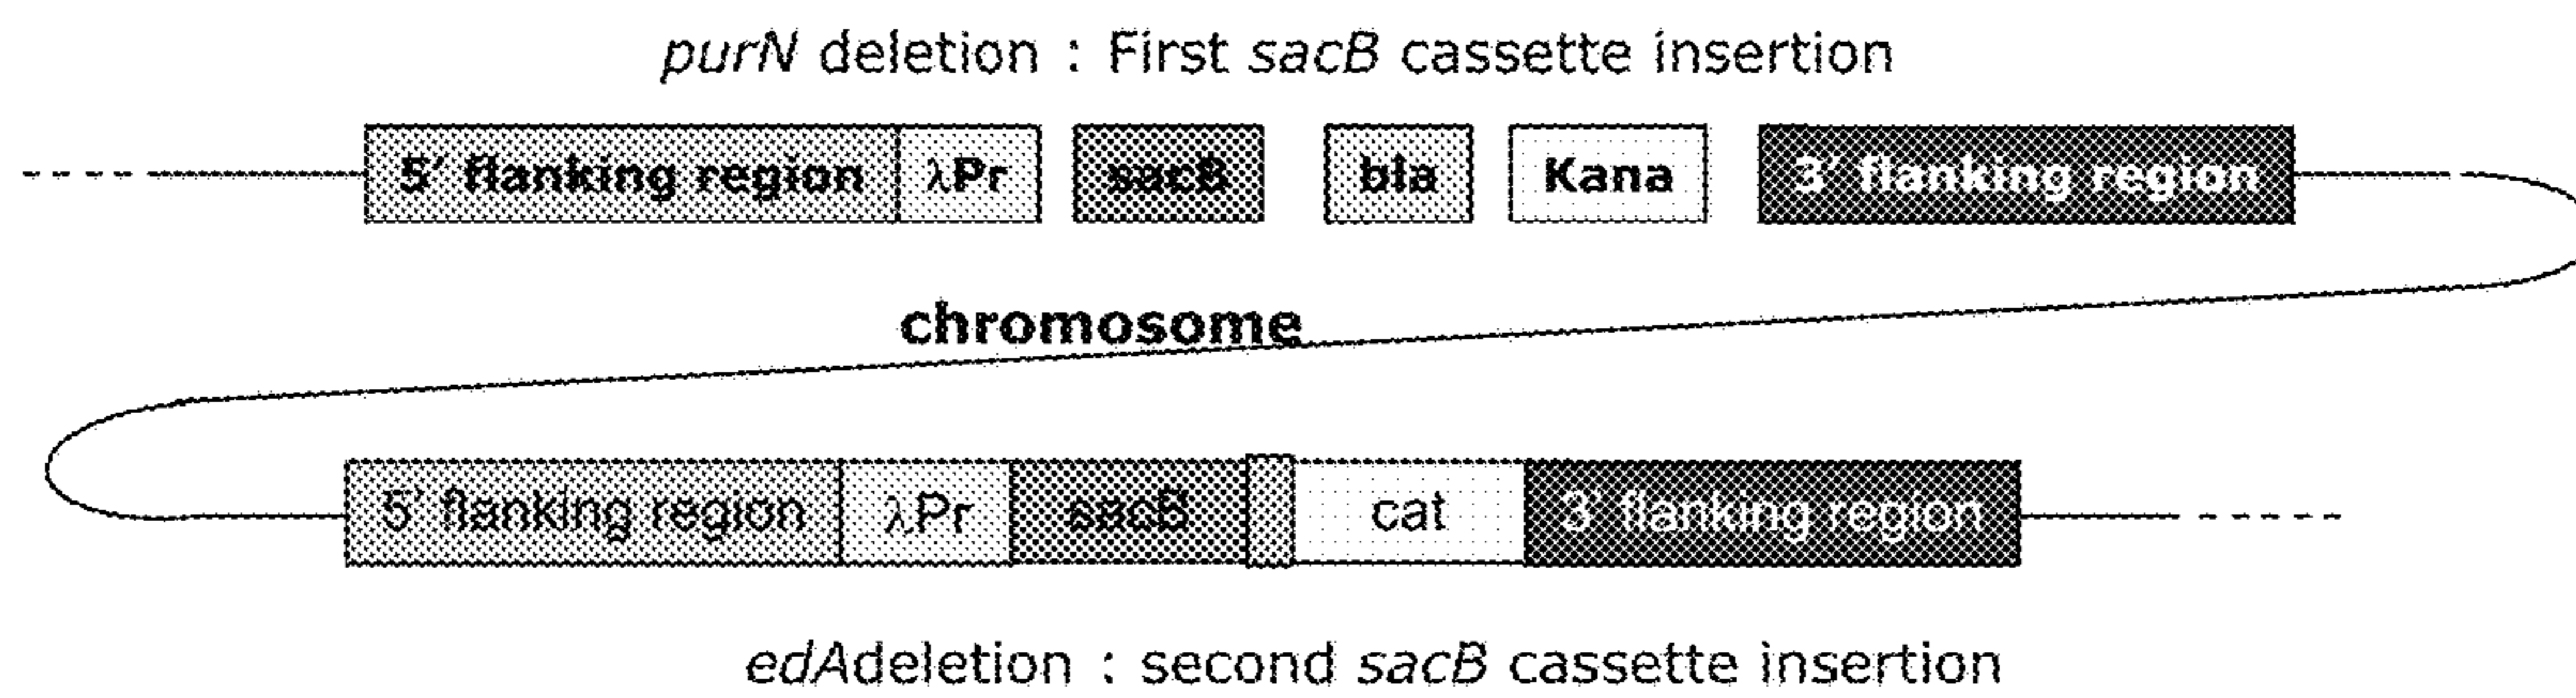 purN deletion : First sacB cassette insertion
5’ flanking region λPr sacB bla Kana 3’ flanking region
chromosome
5’ flanking region λPr sacB cat 3’ flanking region
edAdeletion : second sacB cassette insertion